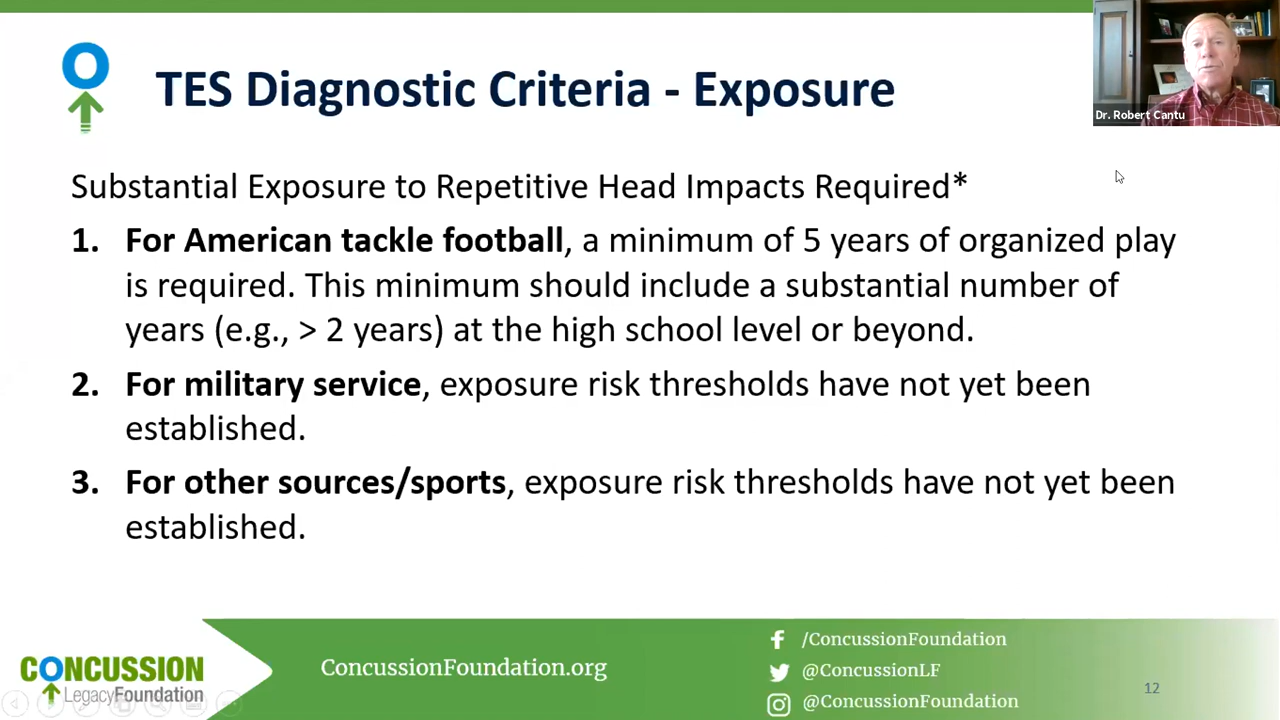 TES Diagnostic Criteria - Exposure
Dr. Robert Cantu
Substantial Exposure to Repetitive Head Impacts Required*
1. For American tackle football, a minimum of 5 years of organized play
is required. This minimum should include a substantial number of
years (e.g., > 2 years) at the high school level or beyond.
2. For military service, exposure risk thresholds have not yet been
established.
3. For other sources/sports, exposure risk thresholds have not yet been
established.
CONCUSSION
LegacyFoundation
ConcussionFoundation.org
/ConcussionFoundation
@ConcussionLF
@ConcussionFoundation
12